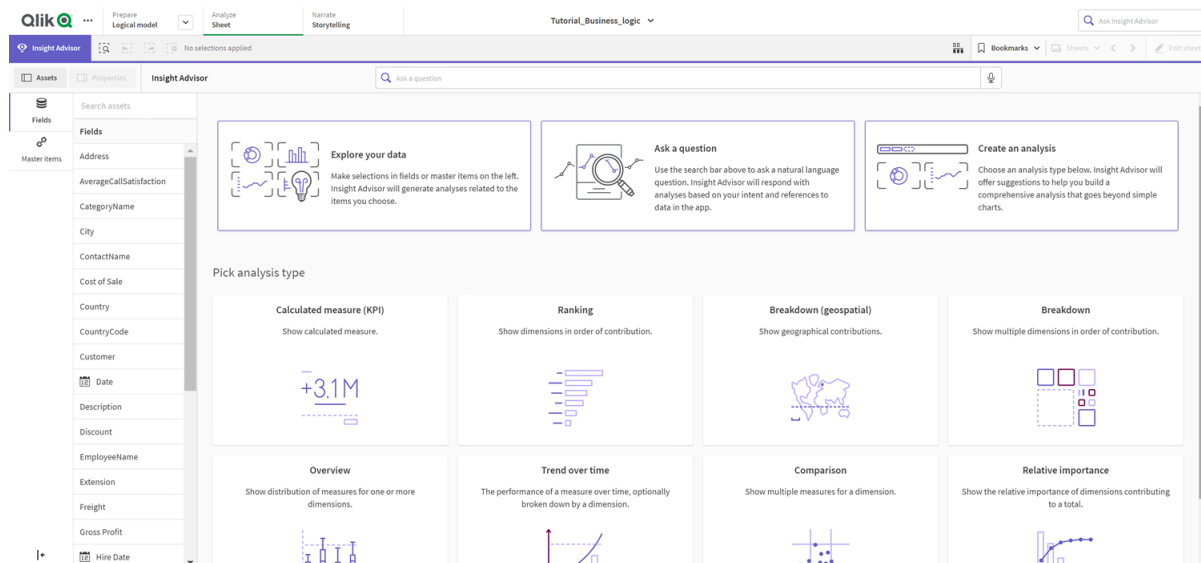 Qlik
Prepare
Logical model
Analyze
Sheet
Narrate
Storytelling
Tutorial_Business_logic
Ask Insight Advisor
Insight Advisor
No selections applied
Bookmarks
Sheets
Edit sheet
Assets
Properties
Insight Advisor
Ask a question
Fields
Master items
Search assets
Fields
Address
AverageCallSatisfaction
CategoryName
City
ContactName
Cost of Sale
Country
CountryCode
Customer
Date
Description
Discount
EmployeeName
Extension
Freight
Gross Profit
Hire Date
Explore your data
Make selections in fields or master items on the left.
Insight Advisor will generate analyses related to the
items you choose.
Ask a question
Use the search bar above to ask a natural language
question. Insight Advisor will respond with
analyses based on your intent and references to
data in the app.
Create an analysis
Choose an analysis type below. Insight Advisor will
offer suggestions to help you build a
comprehensive analysis that goes beyond simple
charts.
Pick analysis type
Calculated measure (KPI)
Show calculated measure.
+3.1M
Ranking
Show dimensions in order of contribution.
Breakdown (geospatial)
Show geographical contributions.
Breakdown
Show multiple dimensions in order of contribution.
Overview
Show distribution of measures for one or more
dimensions.
Trend over time
The performance of a measure over time, optionally
broken down by a dimension.
Comparison
Show multiple measures for a dimension.
Relative importance
Show the relative importance of dimensions contributing
to a total.